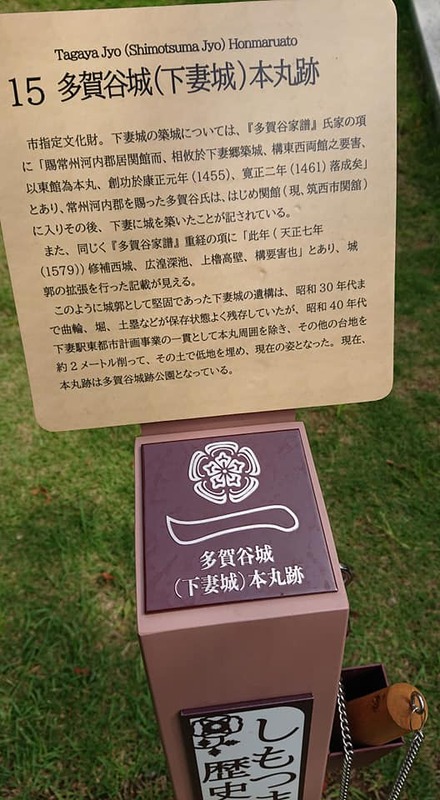 Tagaya Jyo (Shimotsuma Jyo) Honmaruato
15 多賀谷城(下妻城)本丸跡
市指定文化財。下妻城の築城については、『多賀谷家譜』氏家の項
に「賜常州河内郡居関館而、相攸於下妻郷築城、構東西両館之要害、
以東館為本丸、創功於康正元年(1455)、寛正二年(1461)落成矣」
とあり、常州河内郡を賜った多賀谷氏は、はじめ関館(現、筑西市関館)
に入りその後、下妻に城を築いたことが記されている。
また、同じく『多賀谷家譜』重経の項に「此年(天正七年
(1579))修補西城、広湟深池、上櫓高壁、構要害也」とあり、城
郭の拡張を行った記載が見える。
このように城郭として堅固であった下妻城の遺構は、昭和30年代ま
で曲輪、堀、土塁などが保存状態よく残存していたが、昭和40年代
下妻駅東都市計画事業の一貫として本丸周囲を除き、その他の台地を
約2メートル削って、その土で低地を埋め、現在の姿となった。現在、
本丸跡は多賀谷城跡公園となっている。
多賀谷城
(下妻城)本丸跡
しもつま
歴史